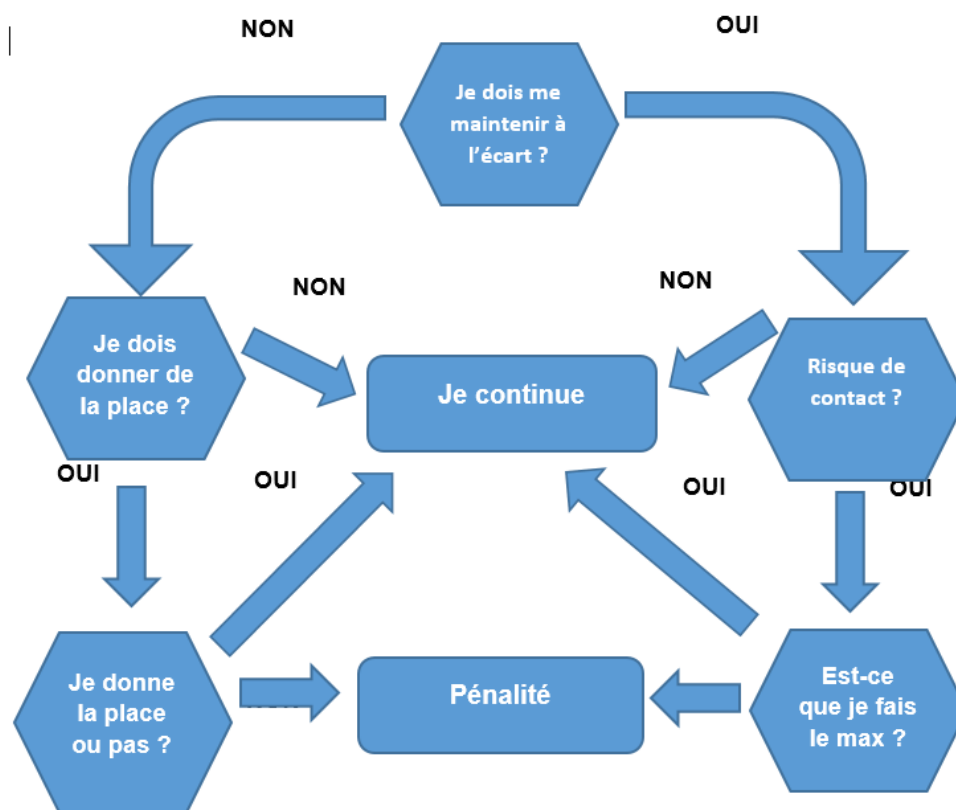 NON
OUI
Je dois me
maintenir à
l'écart ?
NON
NON
Je dois
donner de
la place ?
Je continue
Risque de
contact ?
OUI
OUI
OUI
OUI
Je donne
la place
ou pas ?
Pénalité
Est-ce
que je fais
le max ?